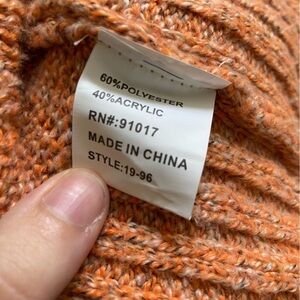 60%POLYESTER
40%ACRYLIC
RN#:91017
MADE IN CHINA
STYLE:19-96